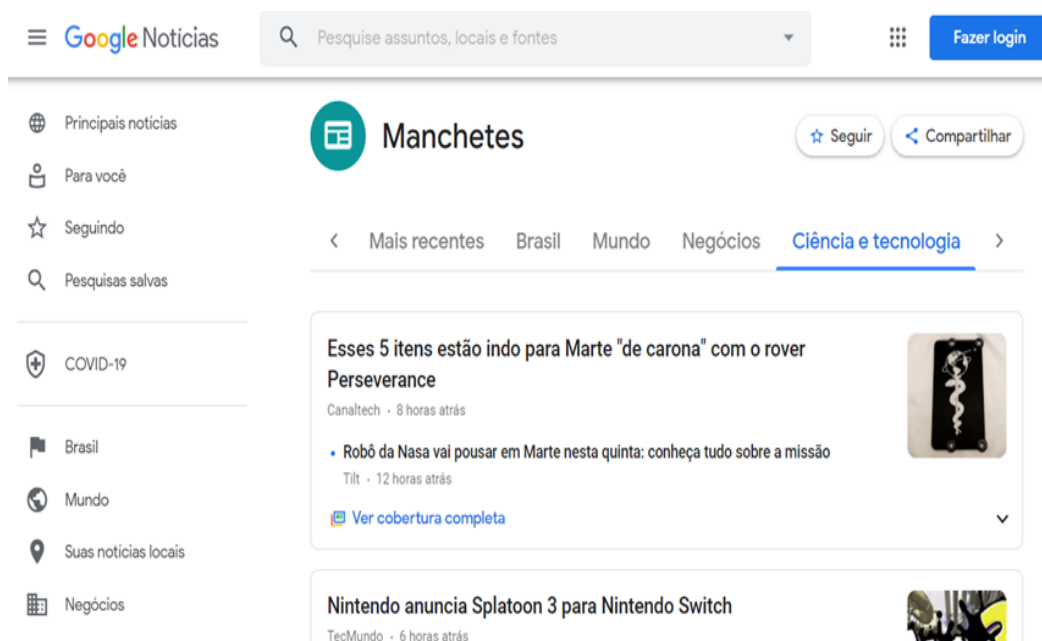 Google Notícias
Pesquise assuntos, locais e fontes
Fazer login
Principais notícias
Para você
Seguindo
Pesquisas salvas
COVID-19
Brasil
Mundo
Suas notícias locais
Negócios
Manchetes
Seguir
Compartilhar
Mais recentes Brasil Mundo Negócios Ciência e tecnologia
Esses 5 itens estão indo para Marte "de carona" com o rover
Perseverance
Canaltech · 8 horas atrás
• Robô da Nasa vai pousar em Marte nesta quinta: conheça tudo sobre a missão
Tilt · 12 horas atrás
Ver cobertura completa
Nintendo anuncia Splatoon 3 para Nintendo Switch
TecMundo · 6 horas atrás